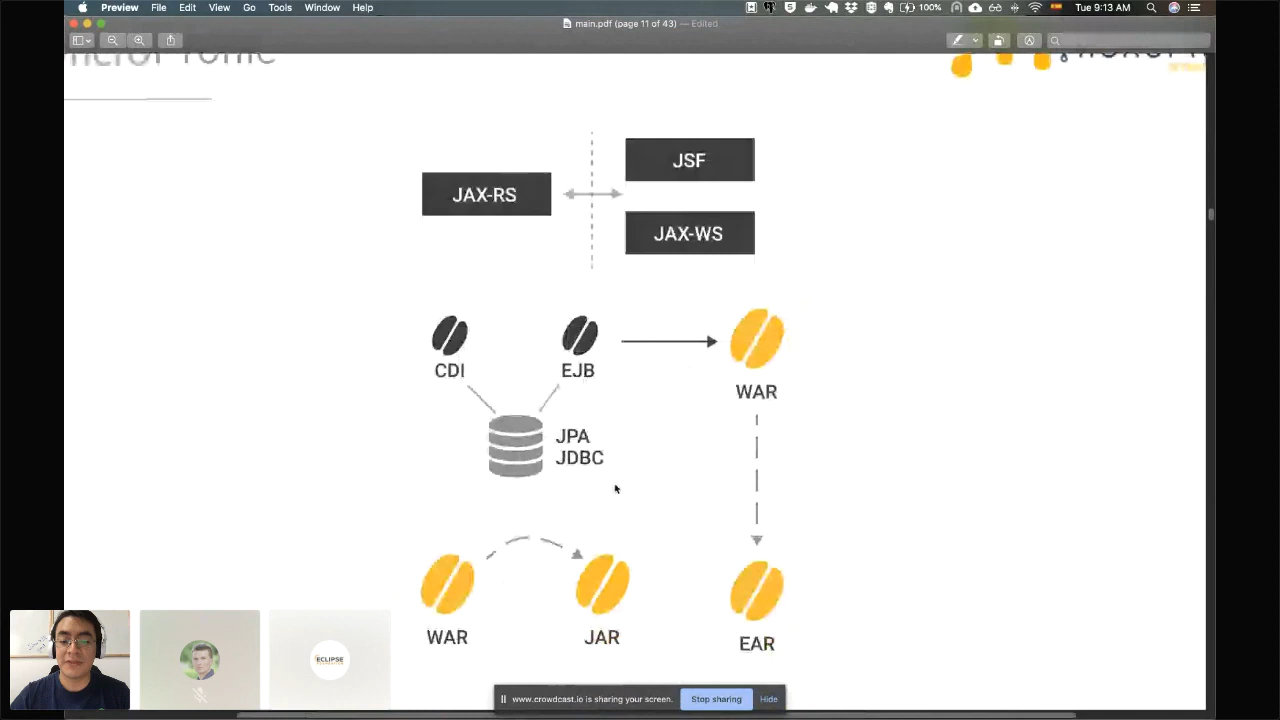 Preview File Edit View Go Tools Window Help
100% Tue 9:13 AM
main.pdf (page 11 of 43) — Edited
JAX-RS
JSF
JAX-WS
CDI
EJB
WAR
JPA
JDBC
WAR
JAR
EAR
ECLIPSE
FOUNDATION
www.crowdcast.io is sharing your screen. Stop sharing Hide